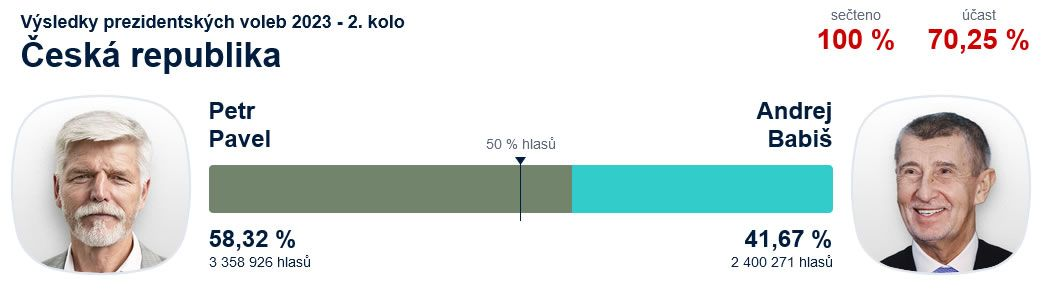 Výsledky prezidentských voleb 2023 - 2. kolo
Česká republika
sečteno
100 %
účast
70,25 %
Petr
Pavel
50 % hlasů
Andrej
Babiš
58,32 %
3 358 926 hlasů
41,67 %
2 400 271 hlasů